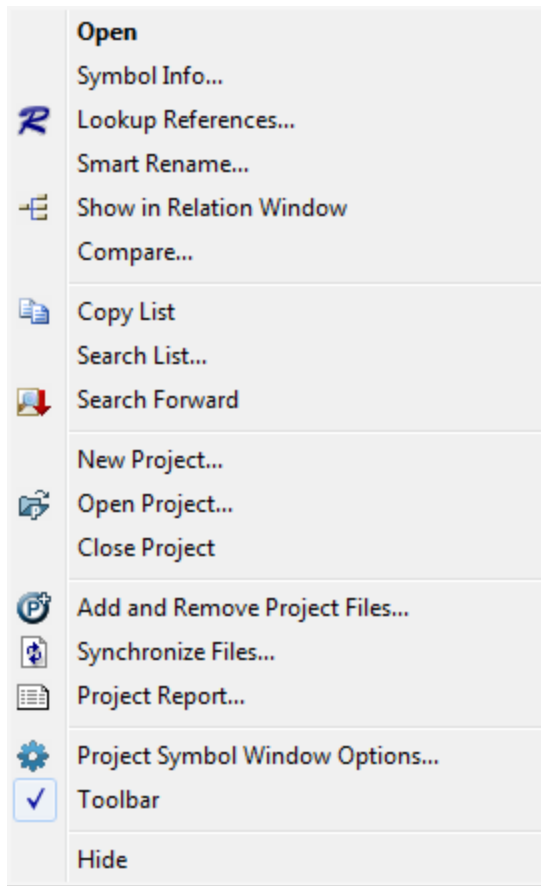 Open
Symbol Info...
Lookup References...
Smart Rename...
Show in Relation Window
Compare...
Copy List
Search List...
Search Forward
New Project...
Open Project...
Close Project
Add and Remove Project Files...
Synchronize Files...
Project Report...
Project Symbol Window Options...
Toolbar
Hide